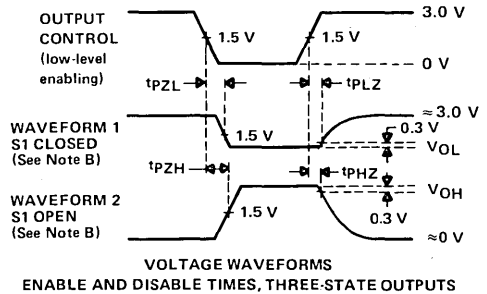 OUTPUT
CONTROL
(low-level
enabling)
3.0 V
1.5 V
1.5 V
0 V
tPZL
tPLZ
≈3.0 V
0.3 V
WAVEFORM 1
S1 CLOSED
(See Note B)
1.5 V
VOL
tPZH
tPHZ
VOH
WAVEFORM 2
S1 OPEN
(See Note B)
1.5 V
0.3 V
≈0 V
VOLTAGE WAVEFORMS
ENABLE AND DISABLE TIMES, THREE-STATE OUTPUTS